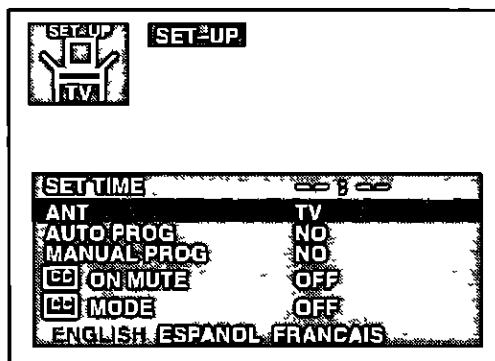 SET-UP
TV
SET-UP
SET TIME -- : --
ANT TV
AUTO PROG NO
MANUAL PROG NO
CC ON MUTE OFF
CC MODE OFF
ENGLISH ESPANOL FRANCAIS